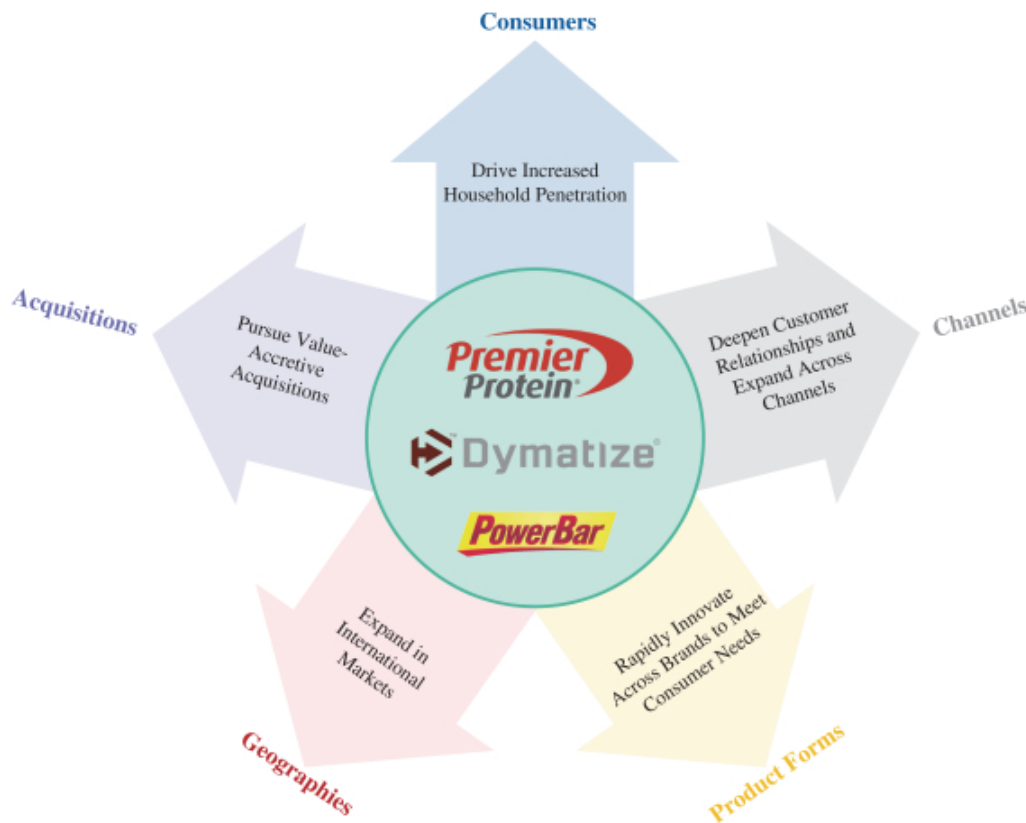 Consumers
Drive Increased
Household Penetration
Acquisitions
Pursue Value-
Accretive
Acquisitions
Channels
Deepen Customer
Relationships and
Expand Across
Channels
Premier
Protein®
Dymatize®
™
PowerBar
Expand in
International
Markets
Geographies
Rapidly Innovate
Across Brands to Meet
Consumer Needs
Product Forms